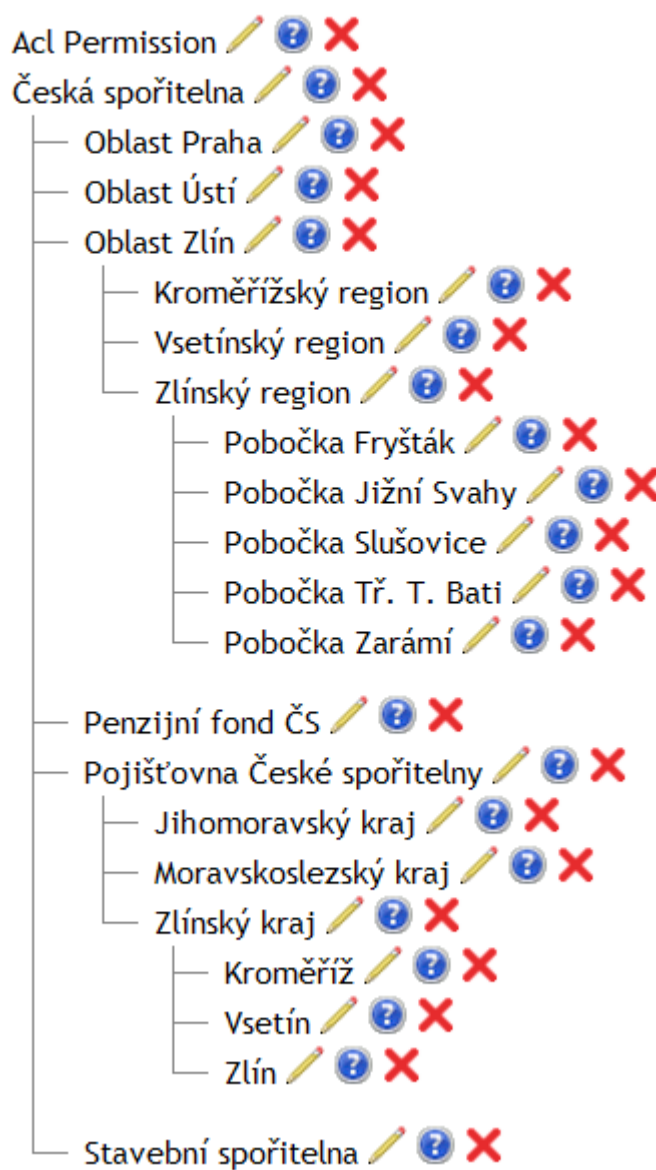 Acl Permission
Česká spořitelna
Oblast Praha
Oblast Ústí
Oblast Zlín
Kroměřížský region
Vsetínský region
Zlínský region
Pobočka Fryšták
Pobočka Jižní Svahy
Pobočka Slušovice
Pobočka Tř. T. Bati
Pobočka Zarámí
Penzijní fond ČS
Pojišťovna České spořitelny
Jihomoravský kraj
Moravskoslezský kraj
Zlínský kraj
Kroměříž
Vsetín
Zlín
Stavební spořitelna